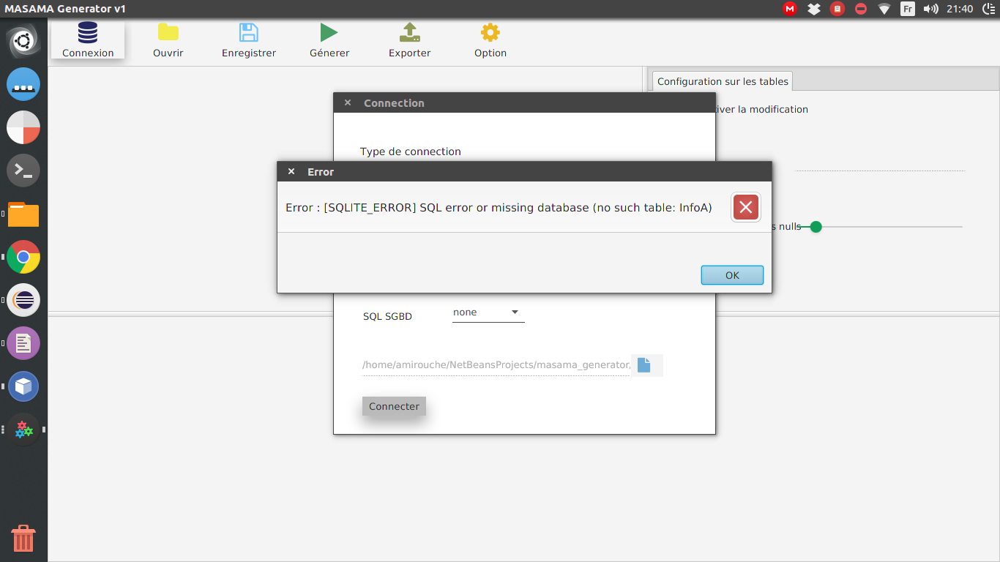 MASAMA Generator v1
Fr
21:40
Connexion
Ouvrir
Enregistrer
Génerer
Exporter
Option
Configuration sur les tables
iver la modification
Connection
Type de connection
Error
Error : [SQLITE_ERROR] SQL error or missing database (no such table: InfoA)
s nulls
OK
SQL SGBD
none
/home/amirouche/NetBeansProjects/masama_generator/
Connecter